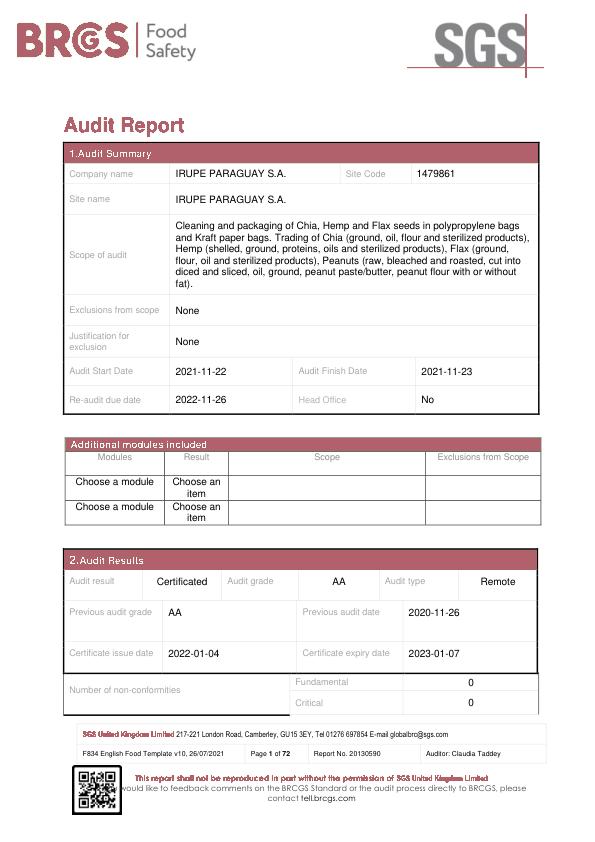 BRCGS Food Safety
SGS
Audit Report
1.Audit Summary
Company name IRUPE PARAGUAY S.A. Site Code 1479861
Site name IRUPE PARAGUAY S.A.
Scope of audit
Cleaning and packaging of Chia, Hemp and Flax seeds in polypropylene bags
and Kraft paper bags. Trading of Chia (ground, oil, flour and sterilized products),
Hemp (shelled, ground, proteins, oils and sterilized products), Flax (ground,
flour, oil and sterilized products), Peanuts (raw, bleached and roasted, cut into
diced and sliced, oil, ground, peanut paste/butter, peanut flour with or without
fat).
Exclusions from scope None
Justification for
exclusion
None
Audit Start Date 2021-11-22 Audit Finish Date 2021-11-23
Re-audit due date 2022-11-26 Head Office No
Additional modules included
Modules Result Scope Exclusions from Scope
Choose a module Choose an
item
Choose a module Choose an
item
2.Audit Results
Audit result Certificated Audit grade AA Audit type Remote
Previous audit grade AA Previous audit date 2020-11-26
Certificate issue date 2022-01-04 Certificate expiry date 2023-01-07
Number of non-conformities
Fundamental 0
Critical 0
SGS United Kingdom Limited 217-221 London Road, Camberley, GU15 3EY, Tel 01276 697854 E-mail globalbrc@sgs.com
F834 English Food Template v10, 26/07/2021 Page 1 of 72 Report No. 20130590 Auditor: Claudia Taddey
This report shall not be reproduced in part without the permission of SGS United Kingdom Limited
would like to feedback comments on the BRCGS Standard or the audit process directly to BRCGS, please
contact tell.brcgs.com